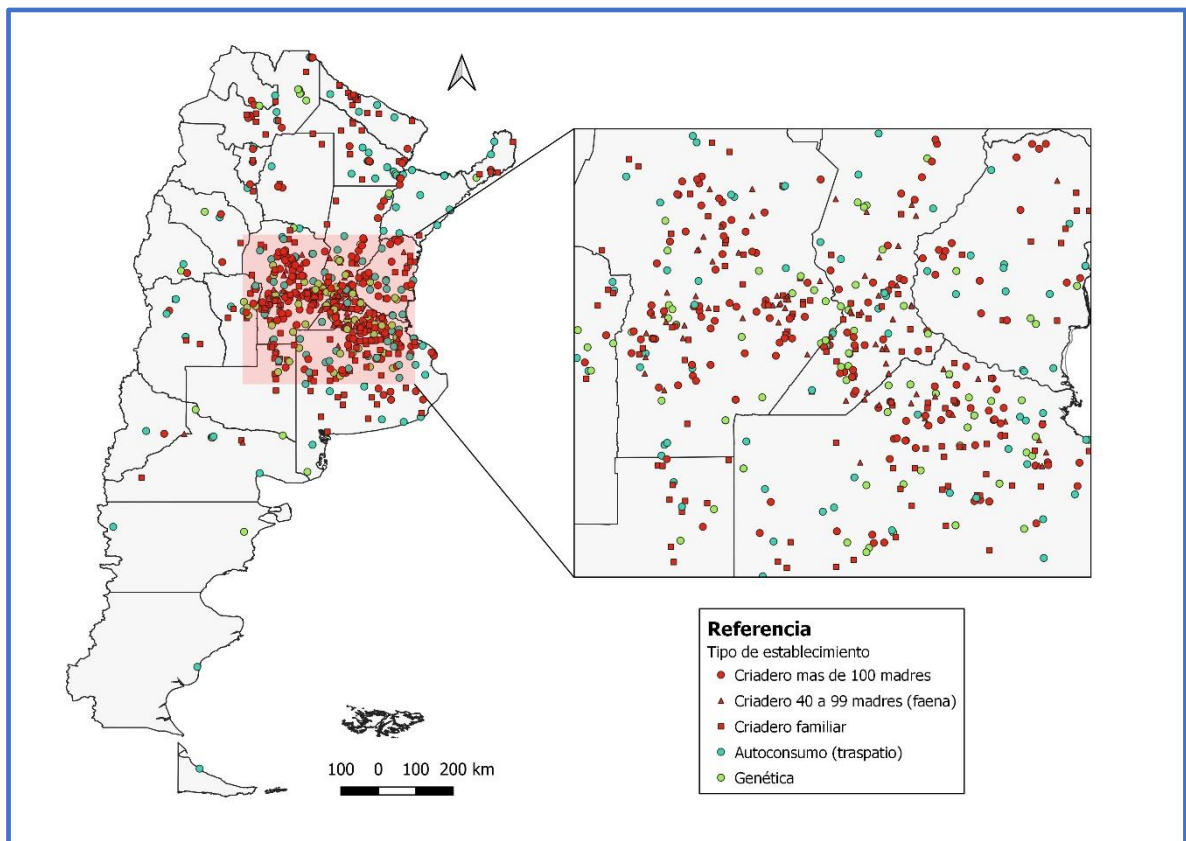 100 0 100 200 km
Referencia
Tipo de establecimiento
Criadero mas de 100 madres
Criadero 40 a 99 madres (faena)
Criadero familiar
Autoconsumo (traspatio)
Genética